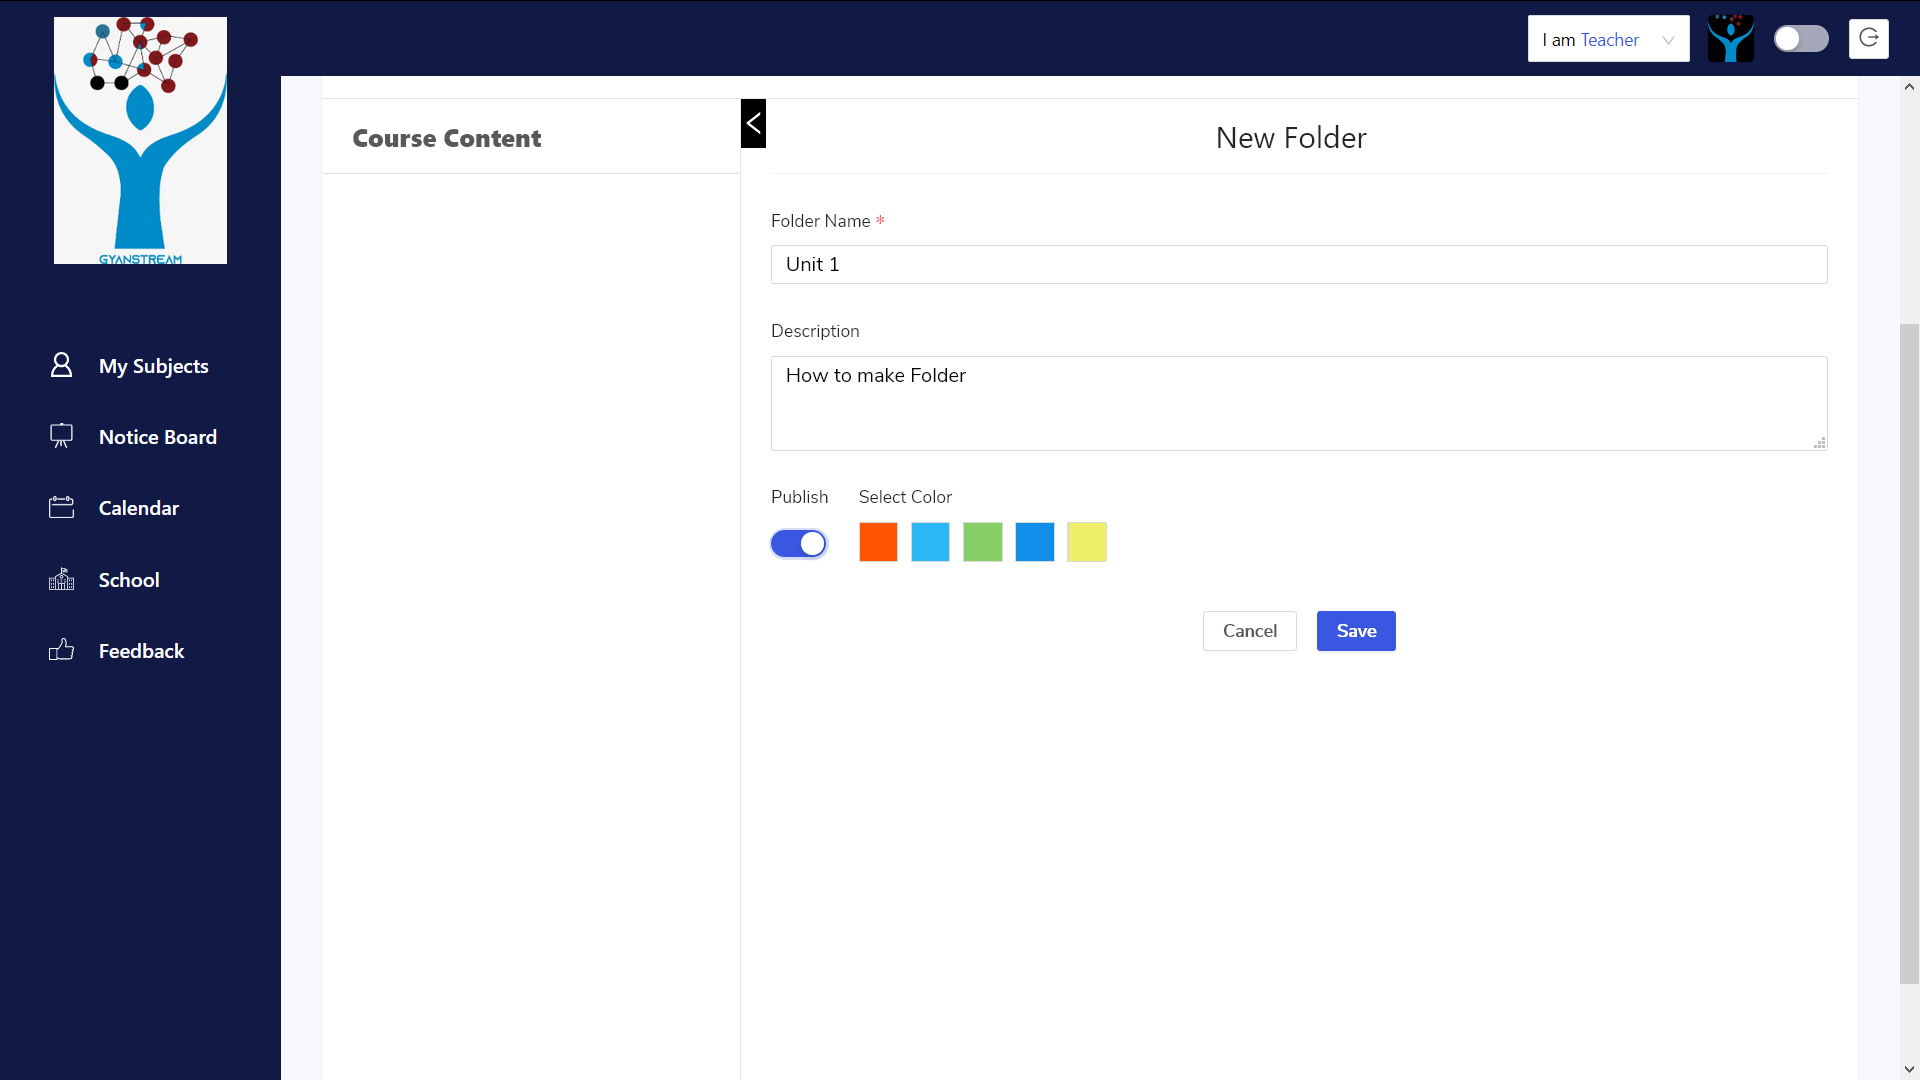 I am Teacher
GYANSTREAM
My Subjects
Notice Board
Calendar
School
Feedback
Course Content
New Folder
Folder Name *
Unit 1
Description
How to make Folder
Publish Select Color
Cancel Save